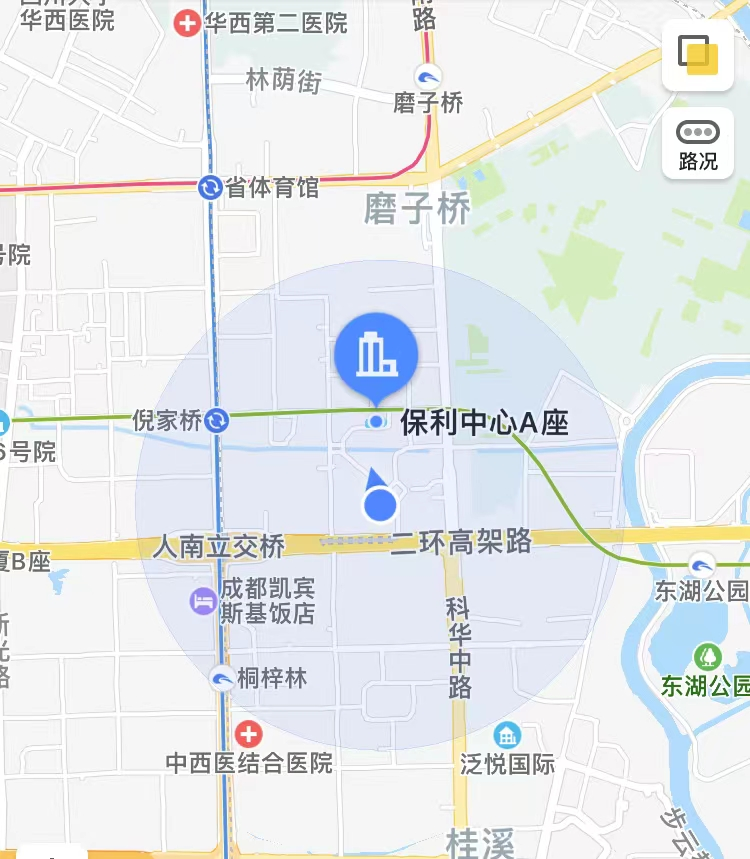 华西医院
华西第二医院
路
林荫街
磨子桥
路况
省体育馆
磨子桥
号院
倪家桥
保利中心A座
6号院
人南立交桥
二环高架路
厦B座
成都凯宾
斯基饭店
东湖公园
科华中路
桐梓林
东湖公园
中西医结合医院
泛悦国际
桂溪
步云